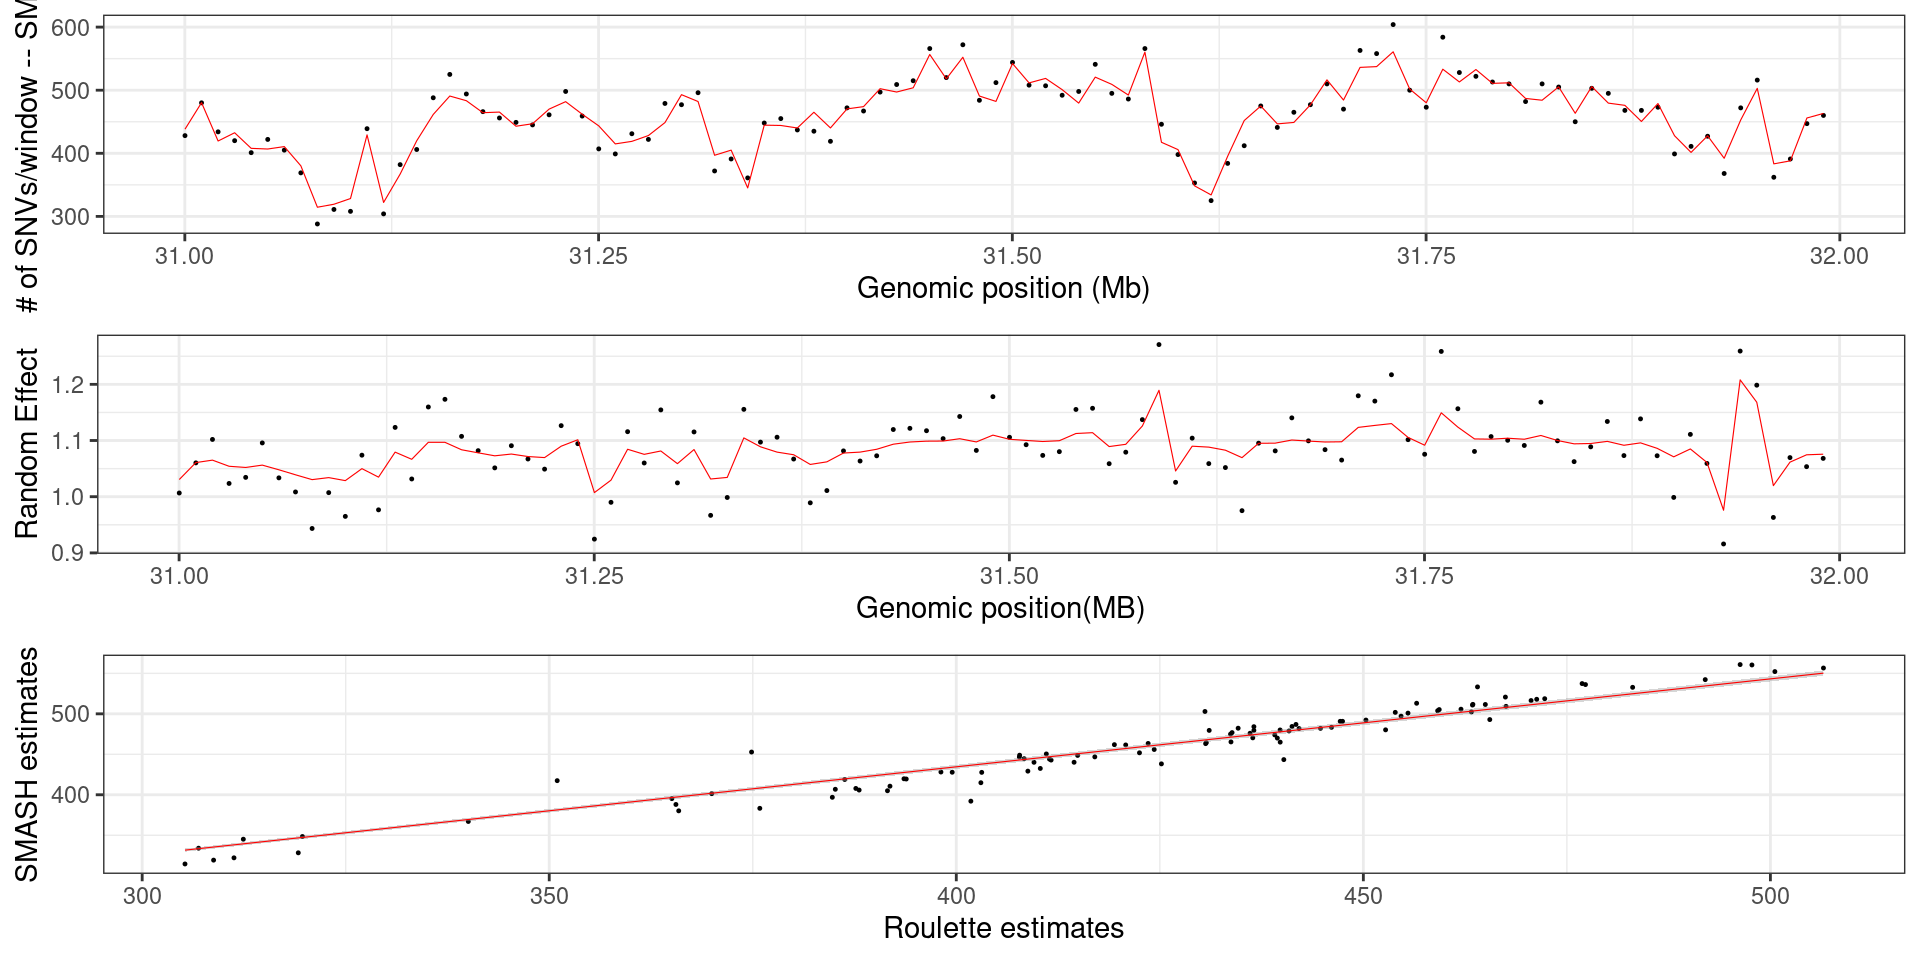 # of SNVs/window -- SM
600
500
400
300
31.00 31.25 31.50 31.75 32.00
Genomic position (Mb)
Random Effect
1.2
1.1
1.0
0.9
31.00 31.25 31.50 31.75 32.00
Genomic position(MB)
SMASH estimates
500
400
300 350 400 450 500
Roulette estimates